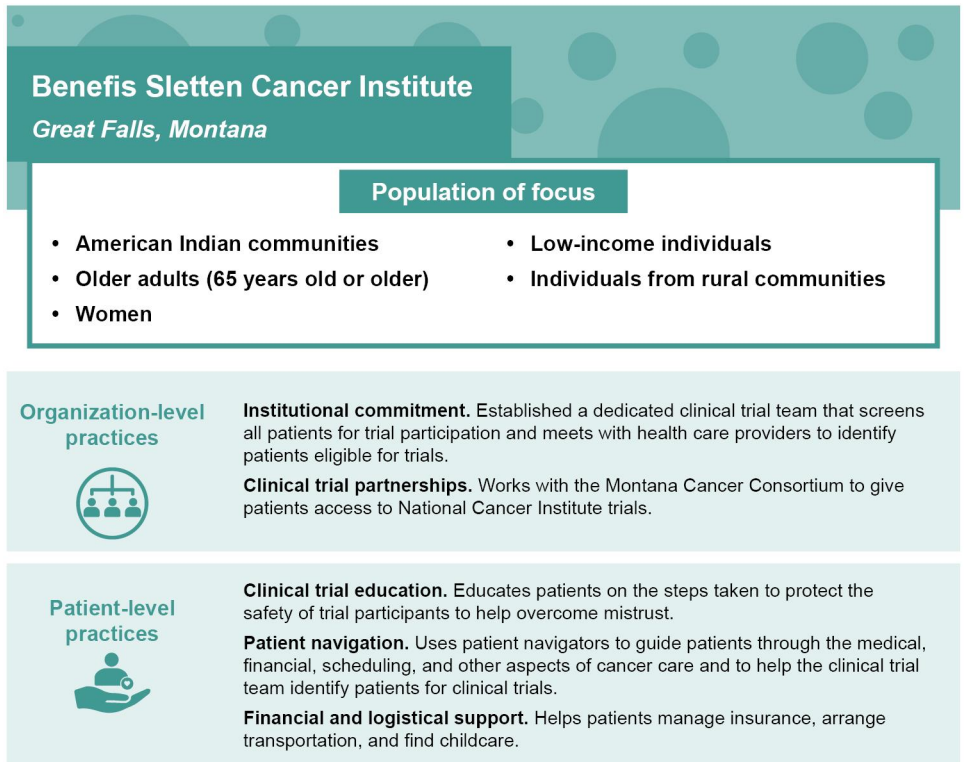 Benefis Sletten Cancer Institute
Great Falls, Montana
Population of focus
• American Indian communities
• Older adults (65 years old or older)
• Women
• Low-income individuals
• Individuals from rural communities
Organization-level
practices
Institutional commitment. Established a dedicated clinical trial team that screens
all patients for trial participation and meets with health care providers to identify
patients eligible for trials.
Clinical trial partnerships. Works with the Montana Cancer Consortium to give
patients access to National Cancer Institute trials.
Patient-level
practices
Clinical trial education. Educates patients on the steps taken to protect the
safety of trial participants to help overcome mistrust.
Patient navigation. Uses patient navigators to guide patients through the medical,
financial, scheduling, and other aspects of cancer care and to help the clinical trial
team identify patients for clinical trials.
Financial and logistical support. Helps patients manage insurance, arrange
transportation, and find childcare.